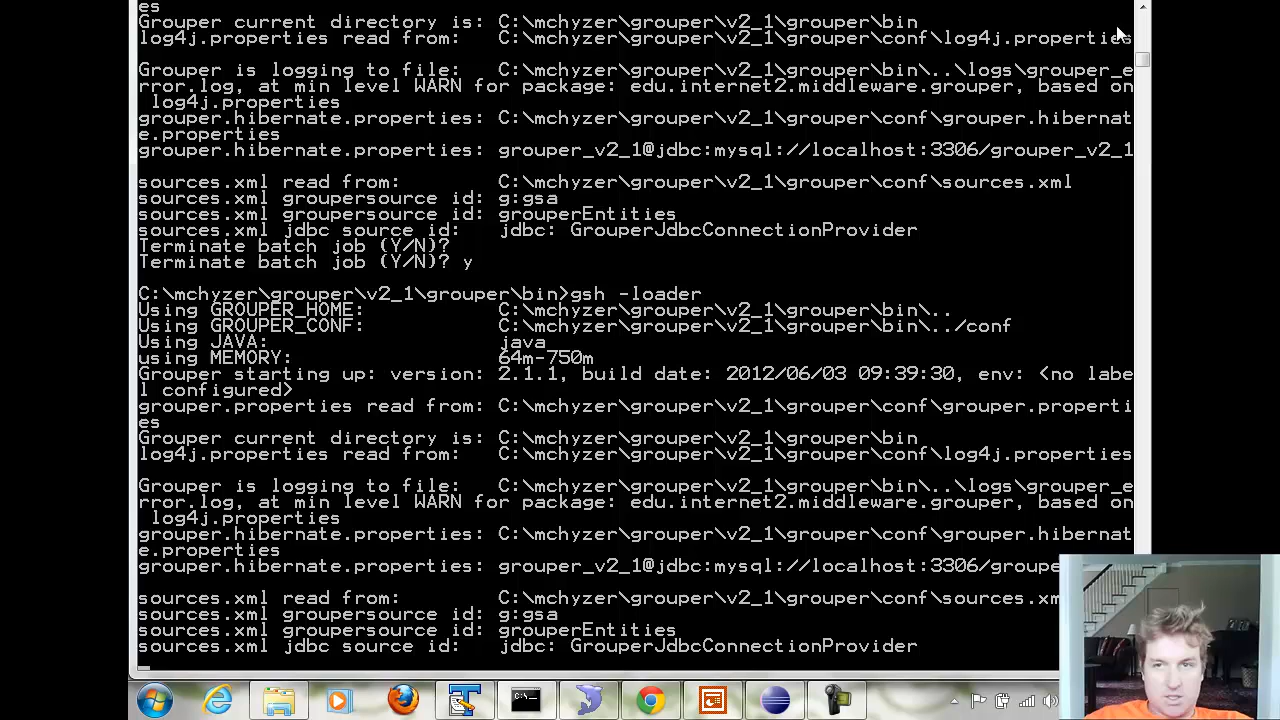 es
Grouper current directory is: C:\mchyzer\grouper\v2_1\grouper\bin
log4j.properties read from:   C:\mchyzer\grouper\v2_1\grouper\conf\log4j.properties
Grouper is logging to file:   C:\mchyzer\grouper\v2_1\grouper\bin\..\logs\grouper_e
rror.log, at min level WARN for package: edu.internet2.middleware.grouper, based on
 log4j.properties
grouper.hibernate.properties: C:\mchyzer\grouper\v2_1\grouper\conf\grouper.hibernat
e.properties
grouper.hibernate.properties: grouper_v2_1@jdbc:mysql://localhost:3306/grouper_v2_1
sources.xml read from:        C:\mchyzer\grouper\v2_1\grouper\conf\sources.xml
sources.xml groupersource id: g:gsa
sources.xml groupersource id: grouperEntities
sources.xml jdbc source id:   jdbc: GrouperJdbcConnectionProvider
Terminate batch job (Y/N)?
Terminate batch job (Y/N)? y
C:\mchyzer\grouper\v2_1\grouper\bin>gsh -loader
Using GROUPER_HOME:           C:\mchyzer\grouper\v2_1\grouper\bin\..
Using GROUPER_CONF:           C:\mchyzer\grouper\v2_1\grouper\bin\../conf
Using JAVA:                   java
using MEMORY:                 64m-750m
Grouper starting up: version: 2.1.1, build date: 2012/06/03 09:39:30, env: <no labe
l configured>
grouper.properties read from: C:\mchyzer\grouper\v2_1\grouper\conf\grouper.properti
es
Grouper current directory is: C:\mchyzer\grouper\v2_1\grouper\bin
log4j.properties read from:   C:\mchyzer\grouper\v2_1\grouper\conf\log4j.properties
Grouper is logging to file:   C:\mchyzer\grouper\v2_1\grouper\bin\..\logs\grouper_e
rror.log, at min level WARN for package: edu.internet2.middleware.grouper, based on
 log4j.properties
grouper.hibernate.properties: C:\mchyzer\grouper\v2_1\grouper\conf\grouper.hibernat
e.properties
grouper.hibernate.properties: grouper_v2_1@jdbc:mysql://localhost:3306/groupe
sources.xml read from:        C:\mchyzer\grouper\v2_1\grouper\conf\sources.xm
sources.xml groupersource id: g:gsa
sources.xml groupersource id: grouperEntities
sources.xml jdbc source id:   jdbc: GrouperJdbcConnectionProvider